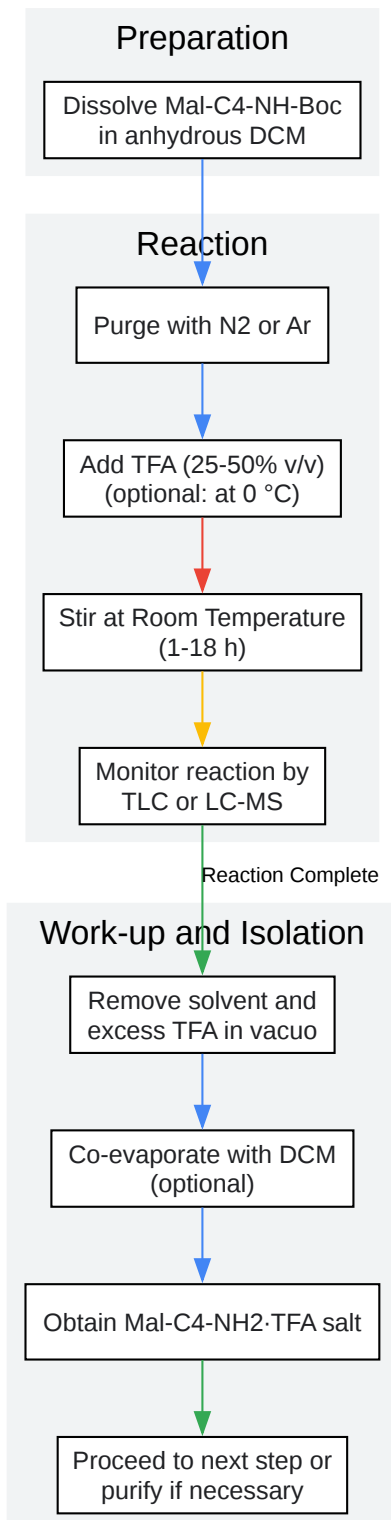 Preparation
Dissolve Mal-C4-NH-Boc
in anhydrous DCM
Reaction
Purge with N2 or Ar
Add TFA (25-50% v/v)
(optional: at 0 °C)
Stir at Room Temperature
(1-18 h)
Monitor reaction by
TLC or LC-MS
Reaction Complete
Work-up and Isolation
Remove solvent and
excess TFA in vacuo
Co-evaporate with DCM
(optional)
Obtain Mal-C4-NH2·TFA salt
Proceed to next step or
purify if necessary